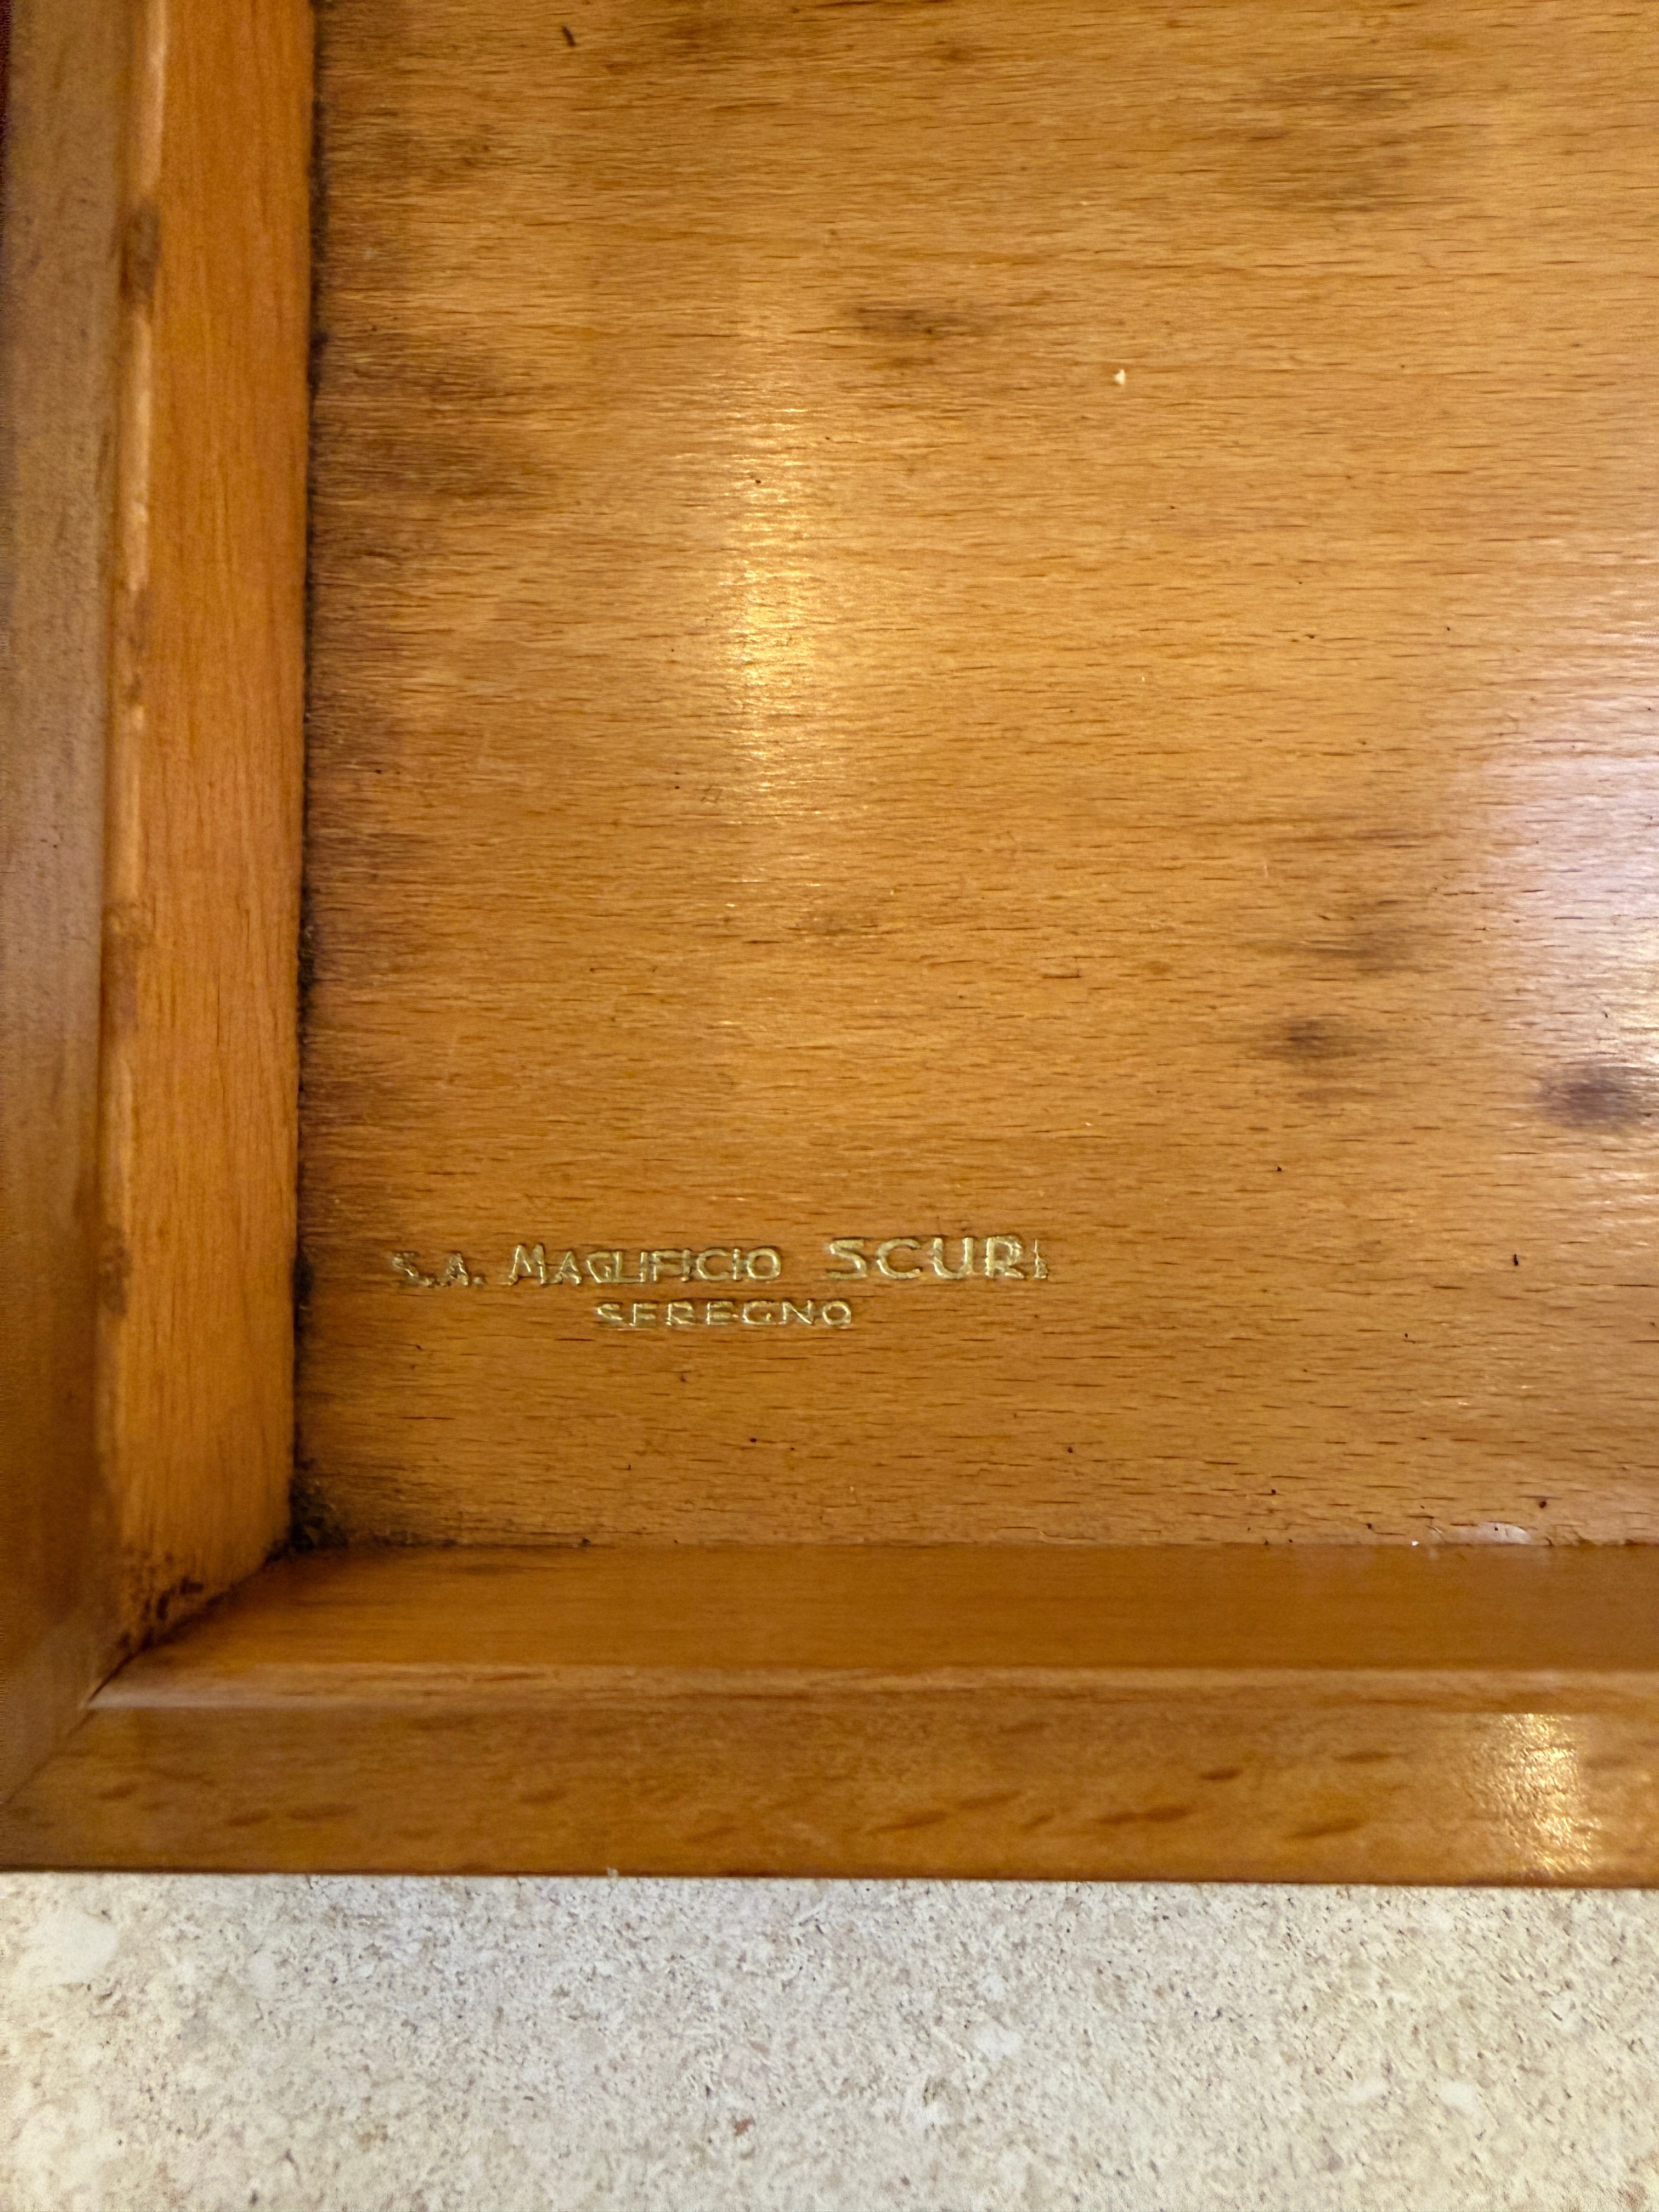 S.A. MAGLIFICIO SCURI
SEREGNO